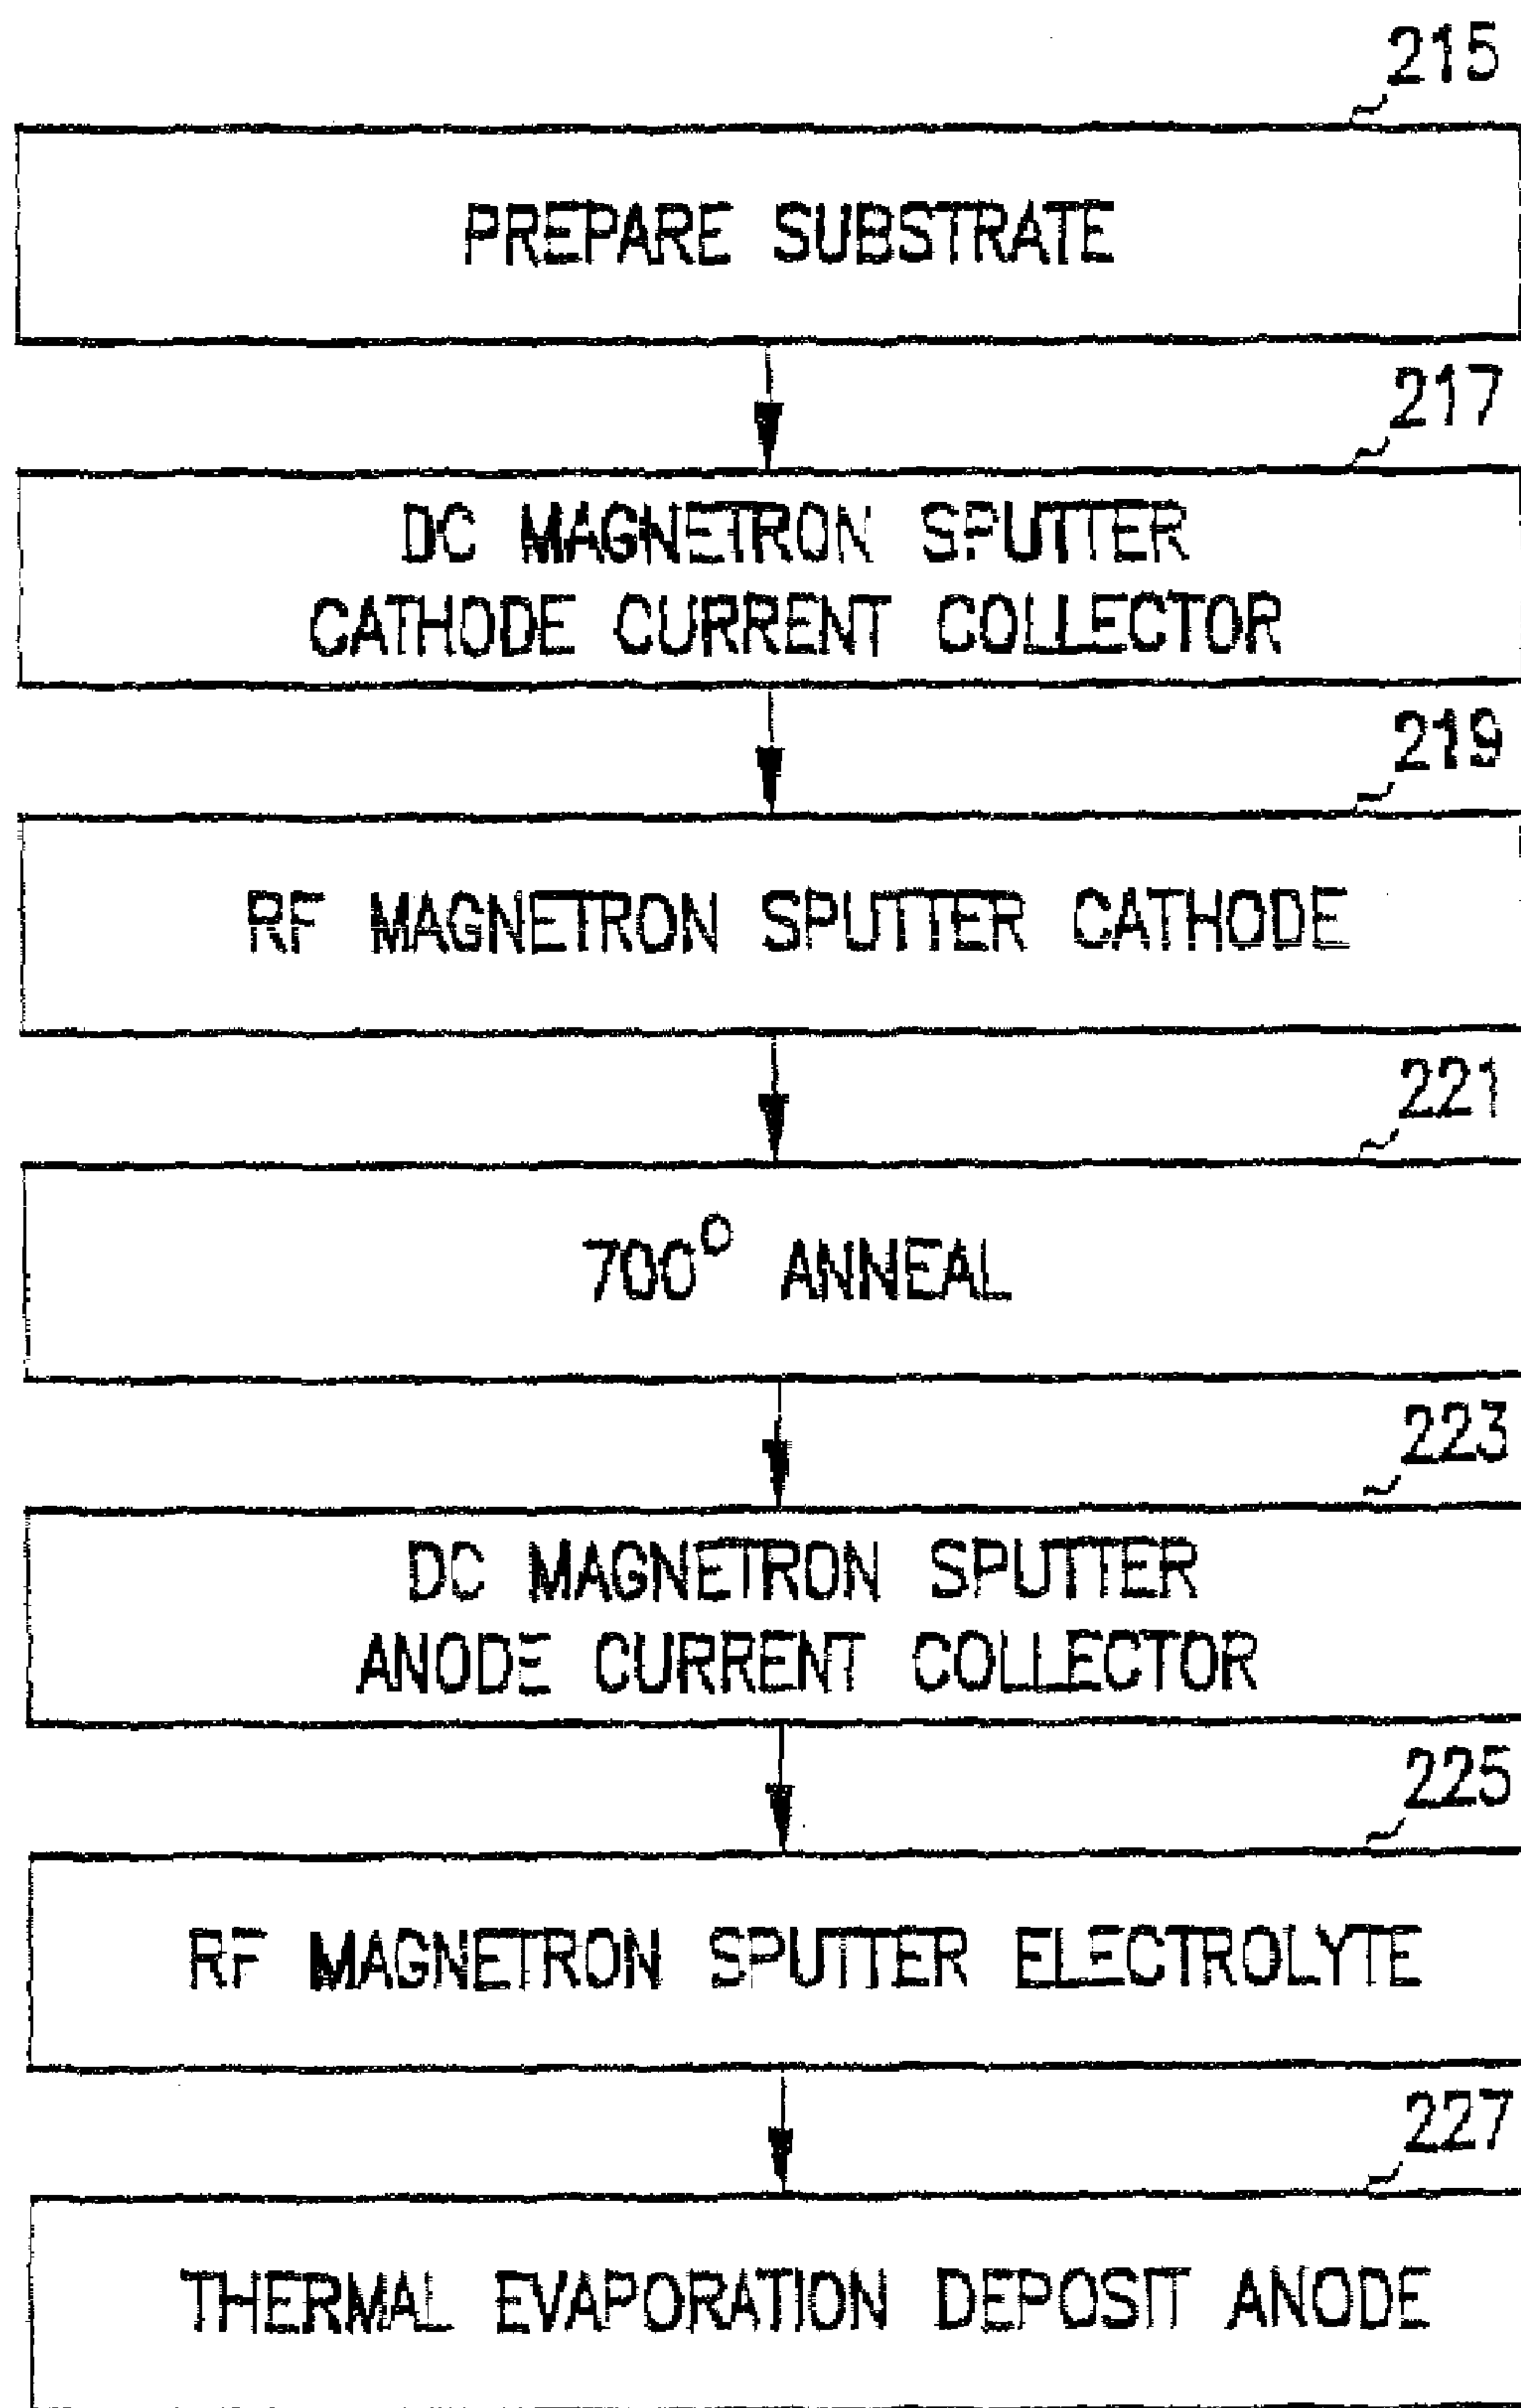 215
PREPARE SUBSTRATE
217
DC MAGNETRON SPUTTER
CATHODE CURRENT COLLECTOR
219
RF MAGNETRON SPUTTER CATHODE
221
700° ANNEAL
223
DC MAGNETRON SPUTTER
ANODE CURRENT COLLECTOR
225
RF MAGNETRON SPUTTER ELECTROLYTE
227
THERMAL EVAPORATION DEPOSIT ANODE